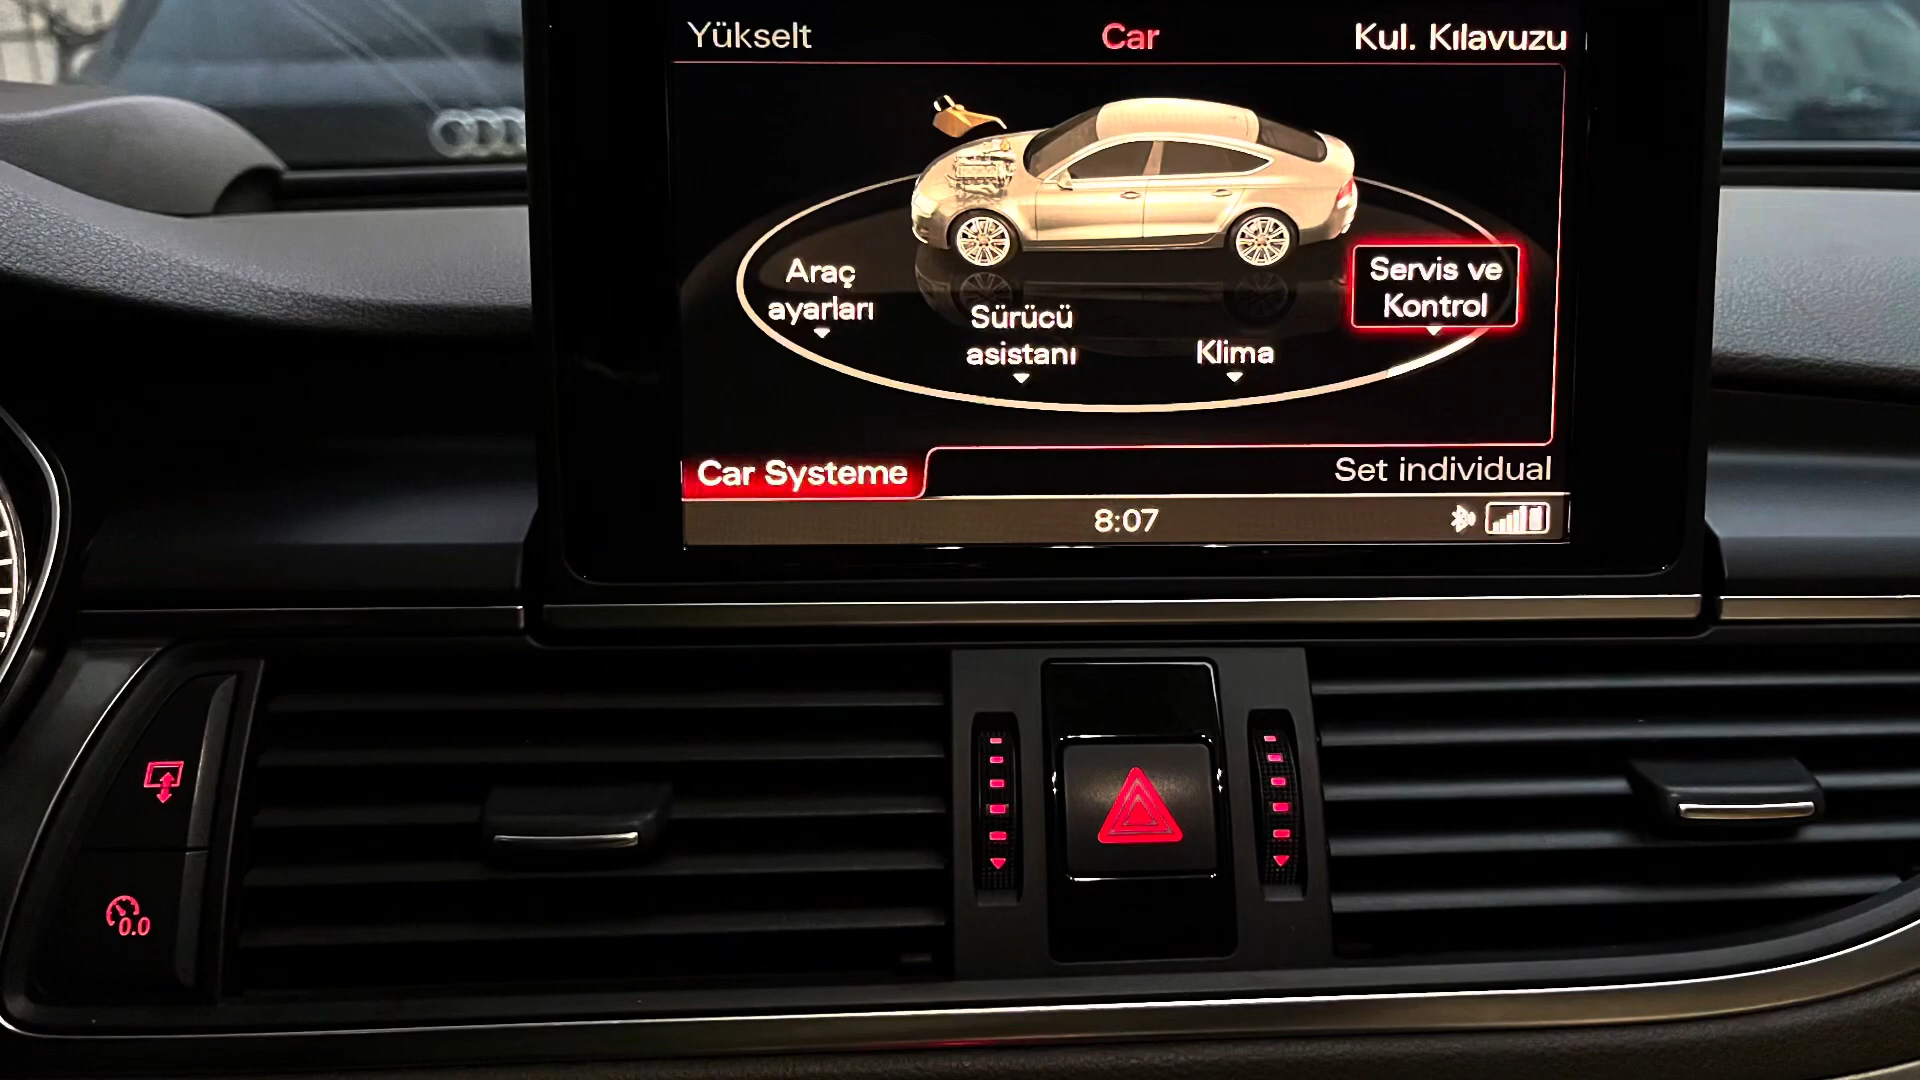 Yükselt
Car
Kul. Kılavuzu
Araç
ayarları
Sürücü
asistanı
Klima
Servis ve
Kontrol
Car Systeme
Set individual
8:07
0.0